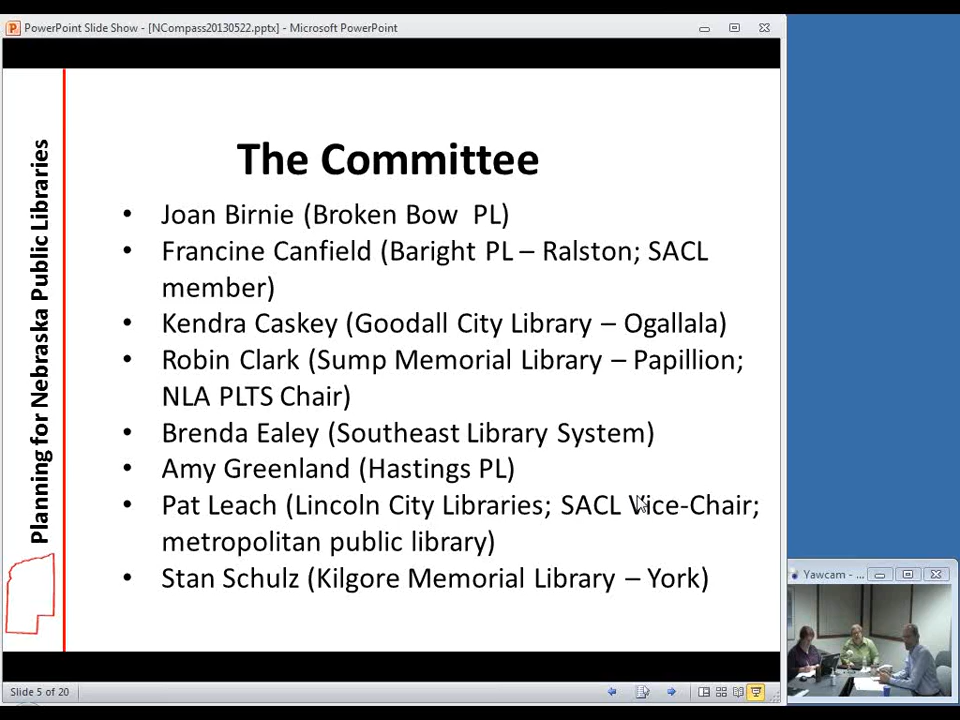 PowerPoint Slide Show - [NCompass20130522.pptx] - Microsoft PowerPoint
Planning for Nebraska Public Libraries
The Committee
• Joan Birnie (Broken Bow PL)
• Francine Canfield (Baright PL – Ralston; SACL
member)
• Kendra Caskey (Goodall City Library – Ogallala)
• Robin Clark (Sump Memorial Library – Papillion;
NLA PLTS Chair)
• Brenda Ealey (Southeast Library System)
• Amy Greenland (Hastings PL)
• Pat Leach (Lincoln City Libraries; SACL Vice-Chair;
metropolitan public library)
• Stan Schulz (Kilgore Memorial Library – York)
Yawcam - ...
Slide 5 of 20